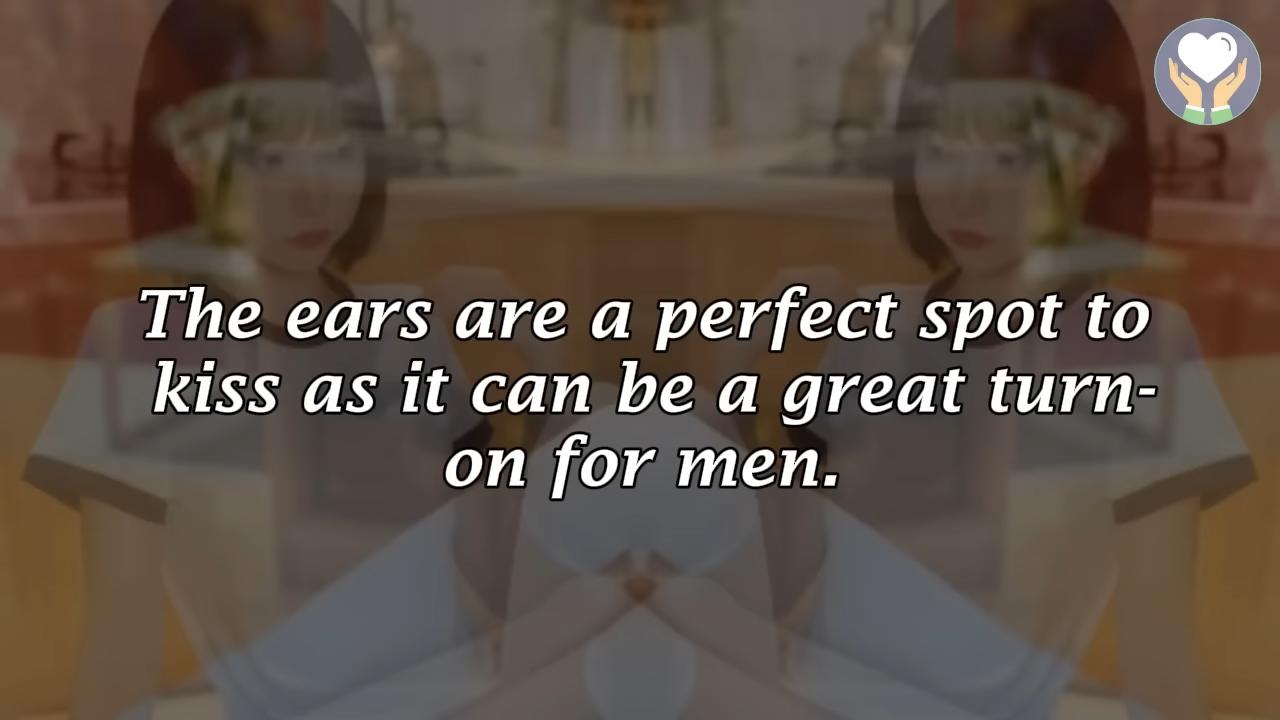 The ears are a perfect spot to
kiss as it can be a great turn-
on for men.